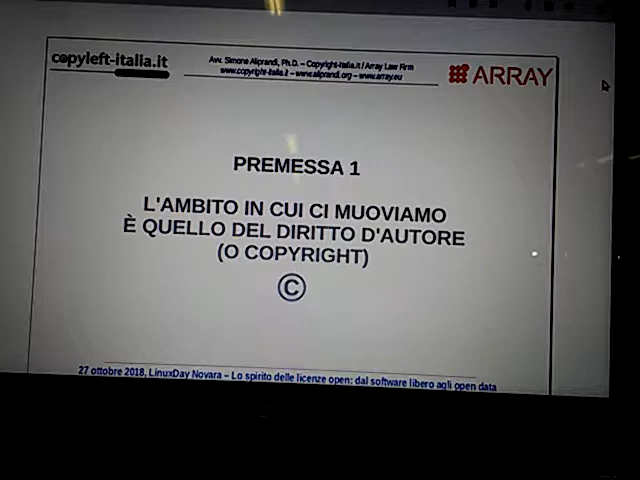 copyleft-italia.it
Avv. Simone Aliprandi, Ph.D. – Copyright-Italia.it / Array Law Firm
www.copyright-italia.it – www.aliprandi.org – www.array.eu
ARRAY
PREMESSA 1
L'AMBITO IN CUI CI MUOVIAMO
È QUELLO DEL DIRITTO D'AUTORE
(O COPYRIGHT)
©
27 ottobre 2018, LinuxDay Novara – Lo spirito delle licenze open: dal software libero agli open data